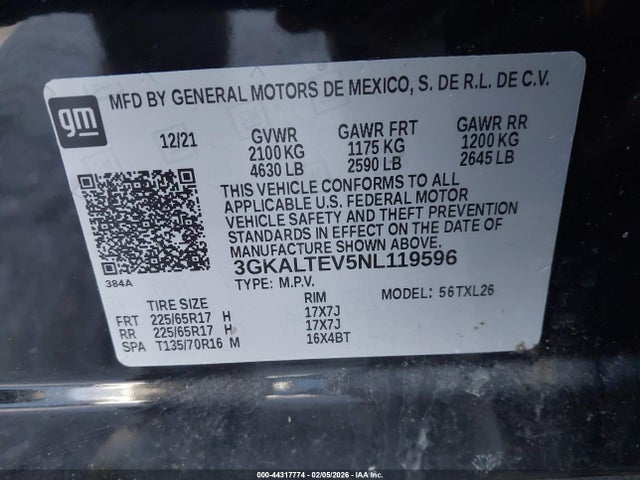 gm
MFD BY GENERAL MOTORS DE MEXICO, S. DE R.L. DE C.V.
12/21 GVWR GAWR FRT GAWR RR
2100 KG 1175 KG 1200 KG
4630 LB 2590 LB 2645 LB
THIS VEHICLE CONFORMS TO ALL
APPLICABLE U.S. FEDERAL MOTOR
VEHICLE SAFETY AND THEFT PREVENTION
STANDARDS IN EFFECT ON THE DATE OF
MANUFACTURE SHOWN ABOVE.
3GKALTEV5NL119596
384A
TYPE: M.P.V. MODEL: 56TXL26
TIRE SIZE RIM
FRT 225/65R17 H 17X7J
RR 225/65R17 H 17X7J
SPA T135/70R16 M 16X4BT
000-44317774 | 02/05/2026 - IAAI.com